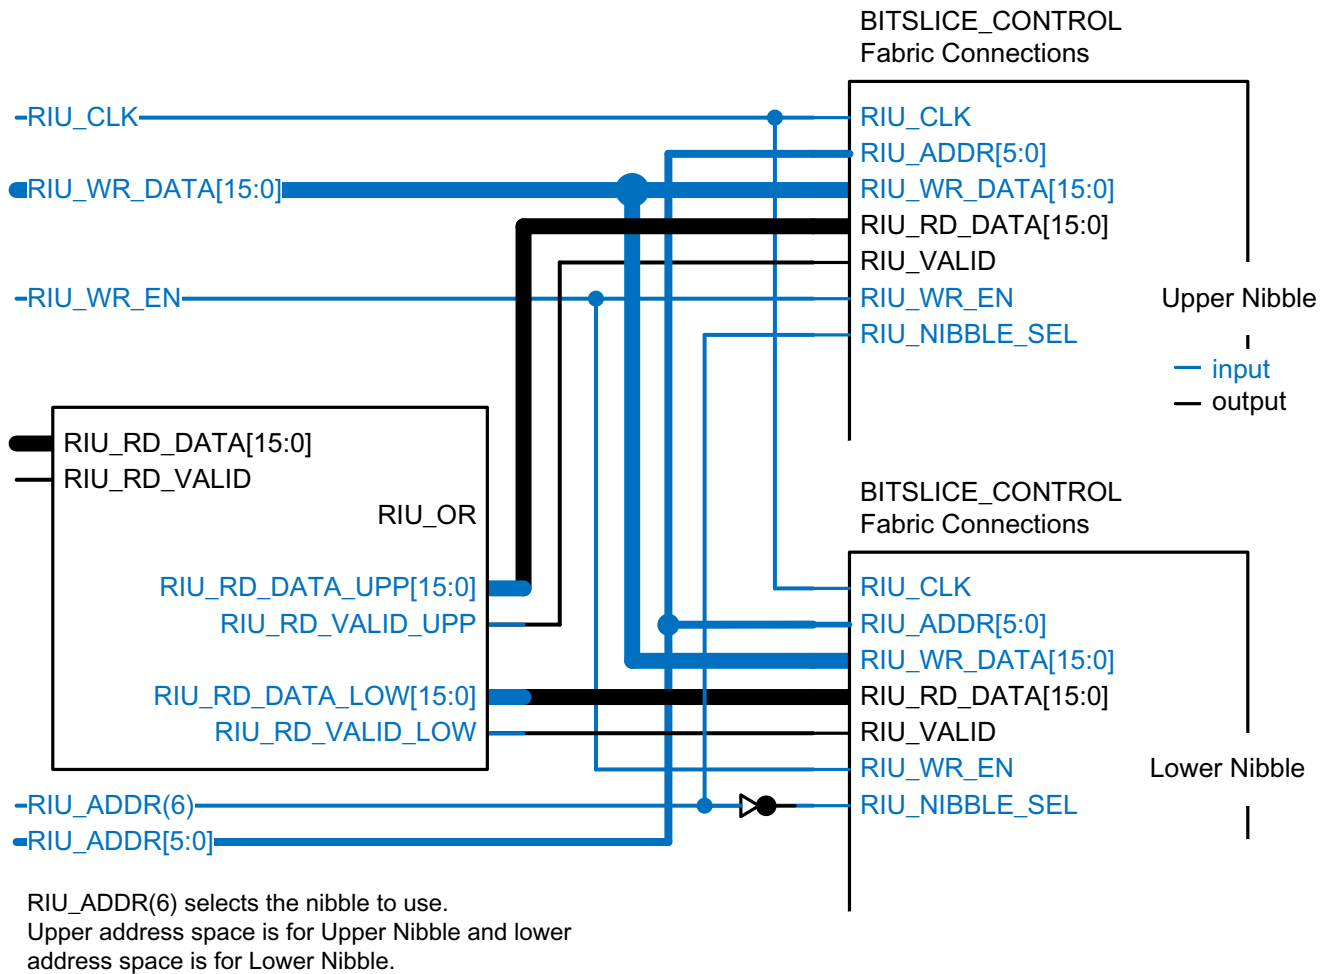 BITSLICE_CONTROL
Fabric Connections
RIU_CLK
RIU_WR_DATA[15:0]
RIU_WR_EN
RIU_CLK
RIU_ADDR[5:0]
RIU_WR_DATA[15:0]
RIU_RD_DATA[15:0]
RIU_VALID
RIU_WR_EN
RIU_NIBBLE_SEL
Upper Nibble
input
output
RIU_RD_DATA[15:0]
RIU_RD_VALID
RIU_OR
RIU_RD_DATA_UPP[15:0]
RIU_RD_VALID_UPP
RIU_RD_DATA_LOW[15:0]
RIU_RD_VALID_LOW
BITSLICE_CONTROL
Fabric Connections
RIU_CLK
RIU_ADDR[5:0]
RIU_WR_DATA[15:0]
RIU_RD_DATA[15:0]
RIU_VALID
RIU_WR_EN
RIU_NIBBLE_SEL
Lower Nibble
RIU_ADDR(6)
RIU_ADDR[5:0]
RIU_ADDR(6) selects the nibble to use.
Upper address space is for Upper Nibble and lower
address space is for Lower Nibble.